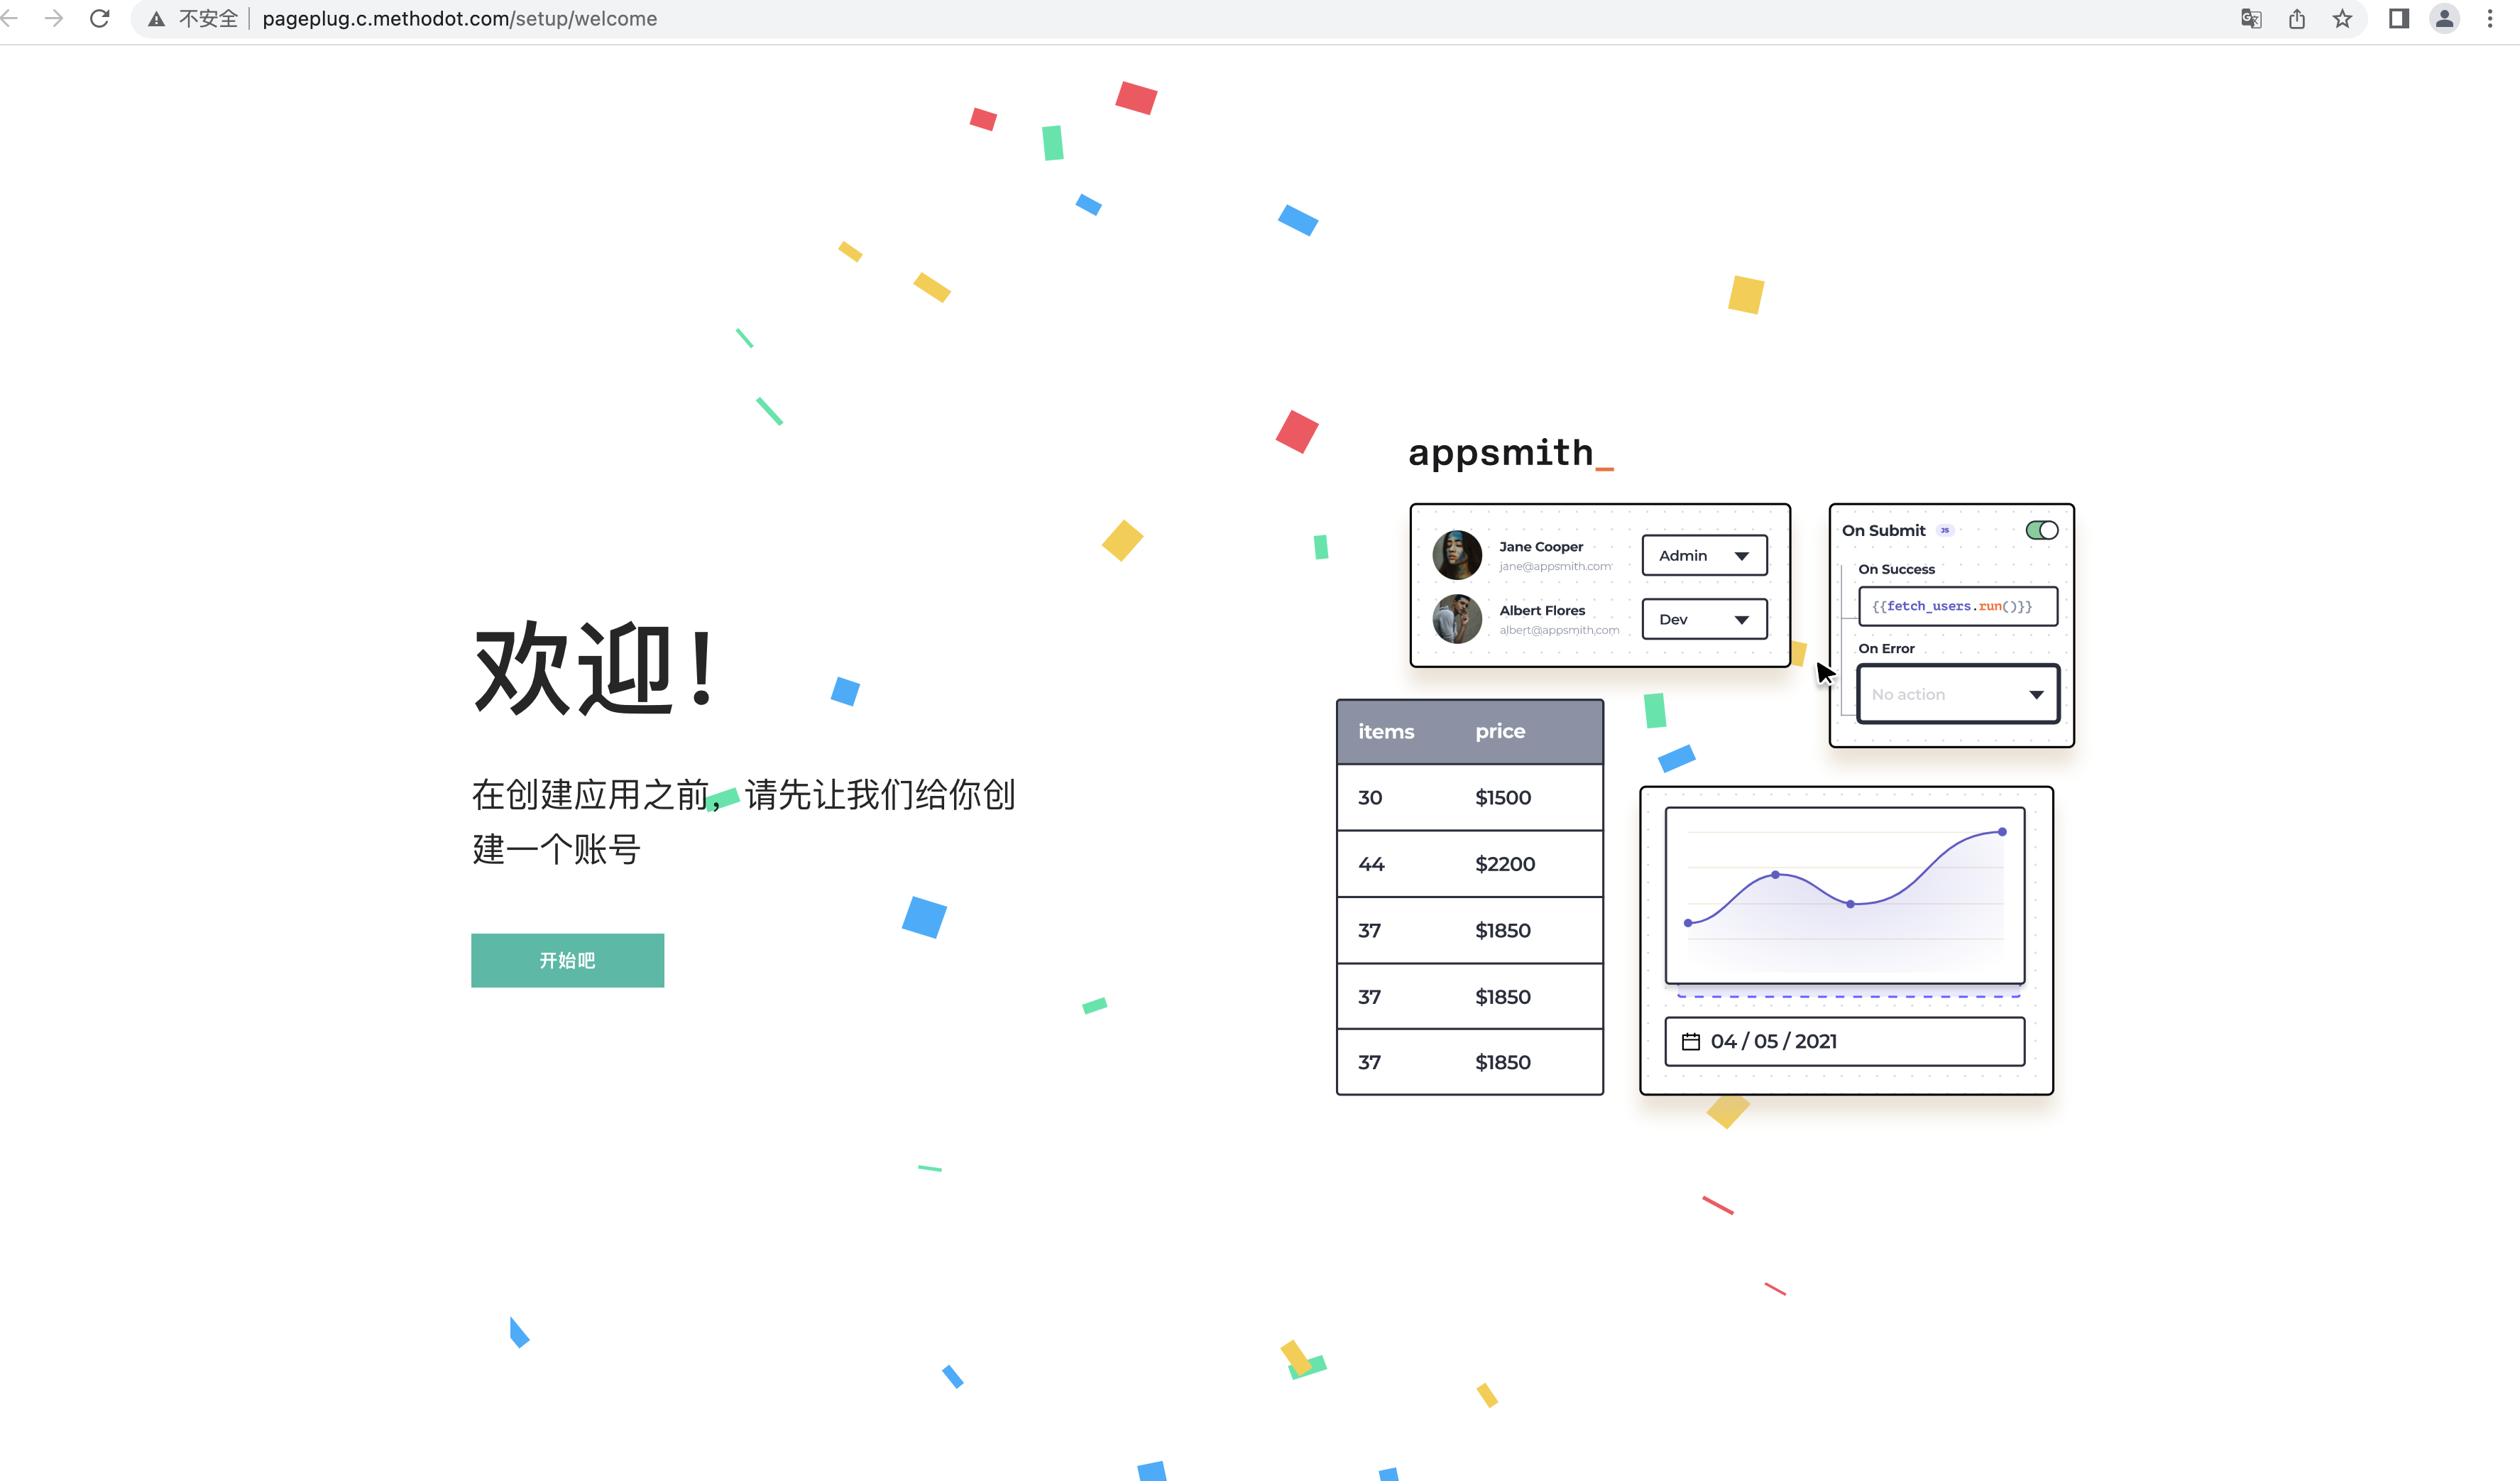 不安全 pageplug.c.methodot.com/setup/welcome
欢迎！
在创建应用之前，请先让我们给你创
建一个账号
开始吧
appsmith_
Jane Cooper
jane@appsmith.com
Admin
Albert Flores
albert@appsmith.com
Dev
On Submit JS
On Success
{{fetch_users.run()}}
On Error
No action
items price
30 $1500
44 $2200
37 $1850
37 $1850
37 $1850
04 / 05 / 2021